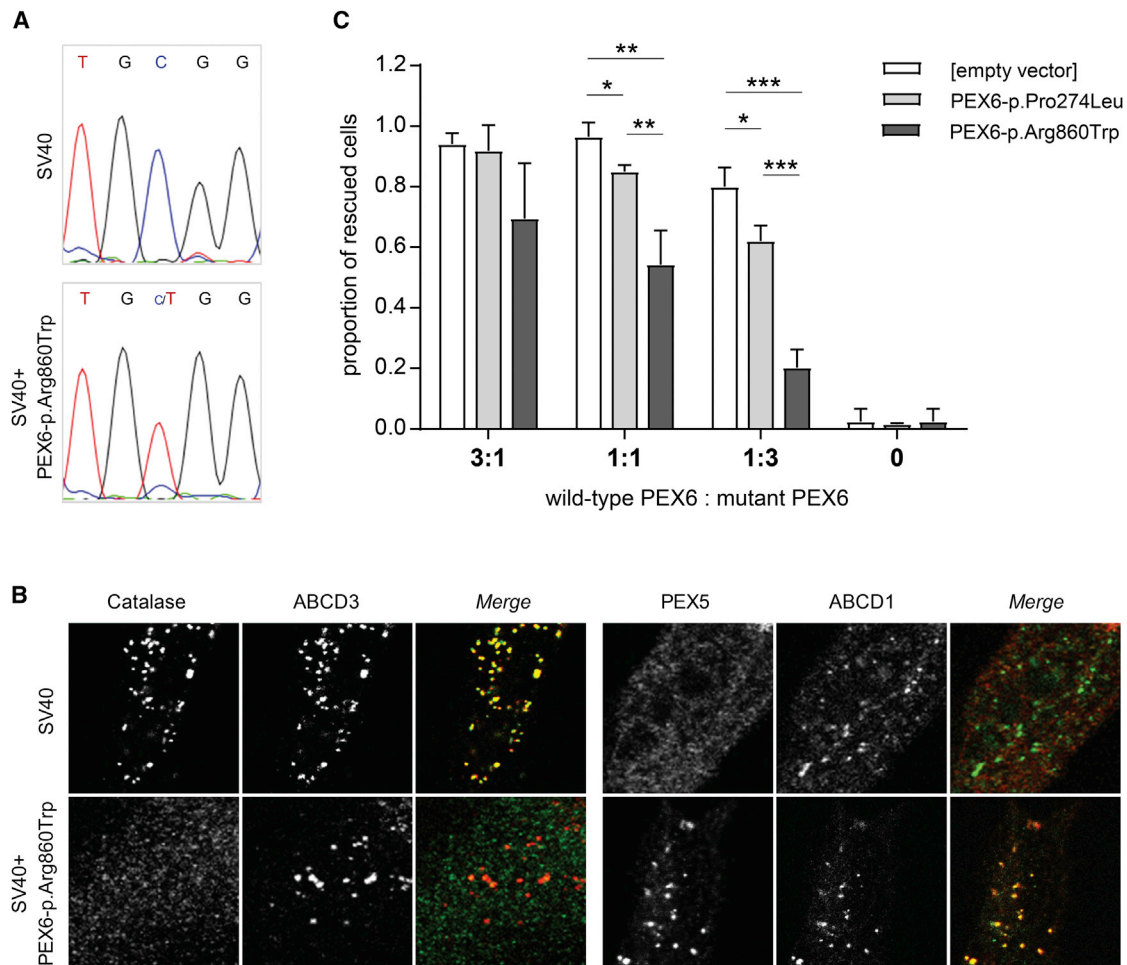 A
T G C G G
SV40
T G C/T G G
SV40+
PEX6-p.Arg860Trp
C
proportion of rescued cells
1.2
1.0
0.8
0.6
0.4
0.2
0.0
** 
* **
***
* ***
3:1 1:1 1:3 0
wild-type PEX6 : mutant PEX6
[empty vector]
PEX6-p.Pro274Leu
PEX6-p.Arg860Trp
B
Catalase ABCD3 Merge PEX5 ABCD1 Merge
SV40
SV40+
PEX6-p.Arg860Trp